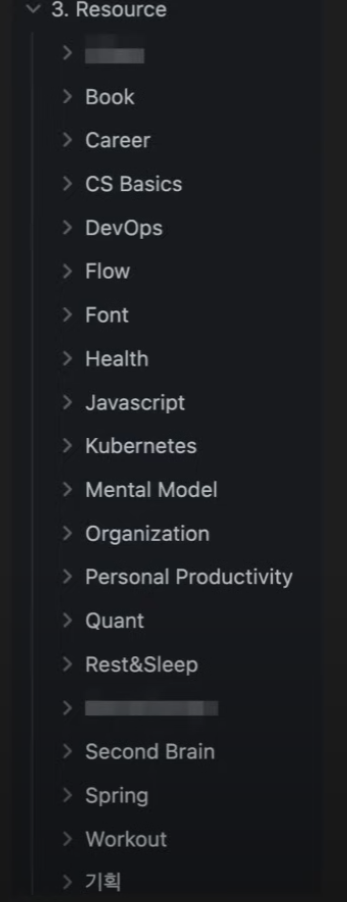 3. Resource
Book
Career
CS Basics
DevOps
Flow
Font
Health
Javascript
Kubernetes
Mental Model
Organization
Personal Productivity
Quant
Rest&Sleep
Second Brain
Spring
Workout
기획